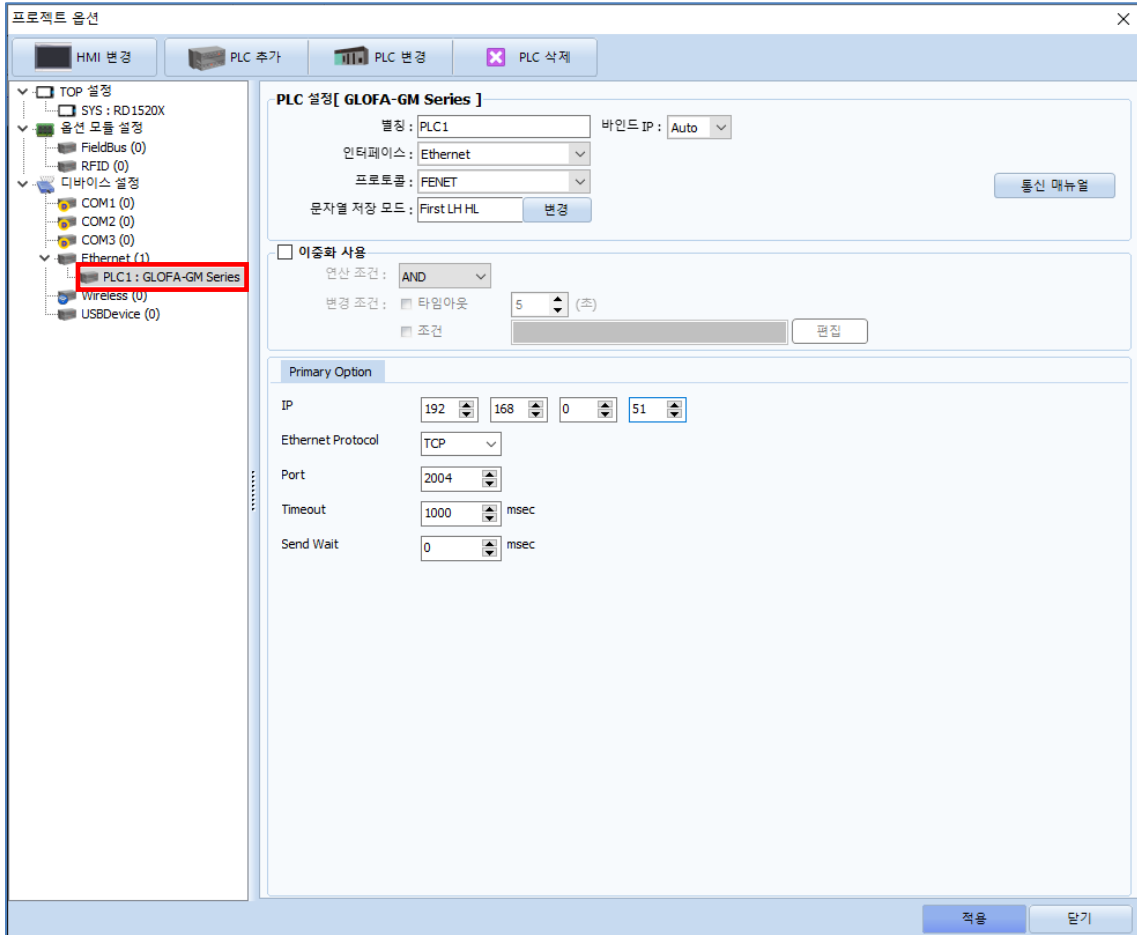 프로젝트 옵션
HMI 변경 PLC 추가 PLC 변경 PLC 삭제
TOP 설정
SYS : RD1520X
옵션 모듈 설정
FieldBus (0)
RFID (0)
디바이스 설정
COM1 (0)
COM2 (0)
COM3 (0)
Ethernet (1)
PLC1 : GLOFA-GM Series
Wireless (0)
USBDevice (0)
PLC 설정[ GLOFA-GM Series ]
별칭 : PLC1 바인드 IP : Auto
인터페이스 : Ethernet
프로토콜 : FENET
통신 매뉴얼
문자열 저장 모드 : First LH HL 변경
이중화 사용
연산 조건 : AND
변경 조건 : 타임아웃 5 (초)
조건 편집
Primary Option
IP 192 168 0 51
Ethernet Protocol TCP
Port 2004
Timeout 1000 msec
Send Wait 0 msec
적용 닫기